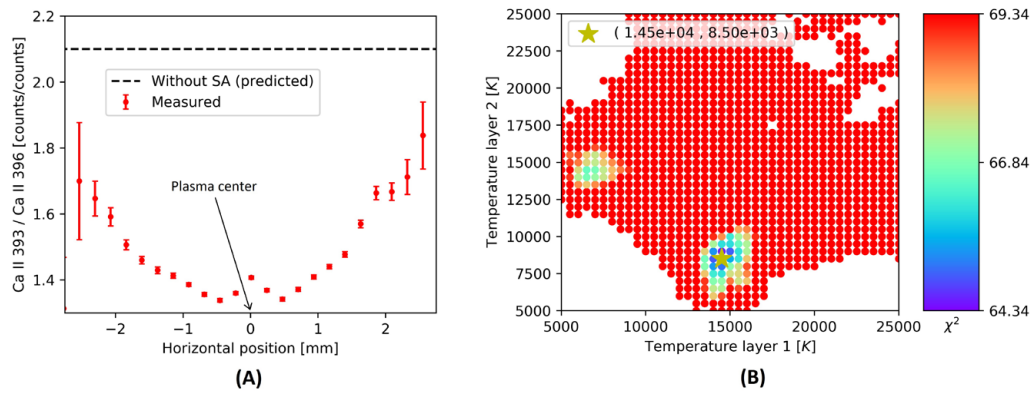 2.2
2.0
1.8
1.6
1.4
Ca II 393 / Ca II 396 [counts/counts]
Without SA (predicted)
Measured
Plasma center
−2
−1
0
1
2
Horizontal position [mm]
(A)
25000
22500
20000
17500
15000
12500
10000
7500
5000
Temperature layer 2 [K]
( 1.45e+04 , 8.50e+03 )
5000
10000
15000
20000
25000
Temperature layer 1 [K]
(B)
69.34
66.84
64.34
χ²